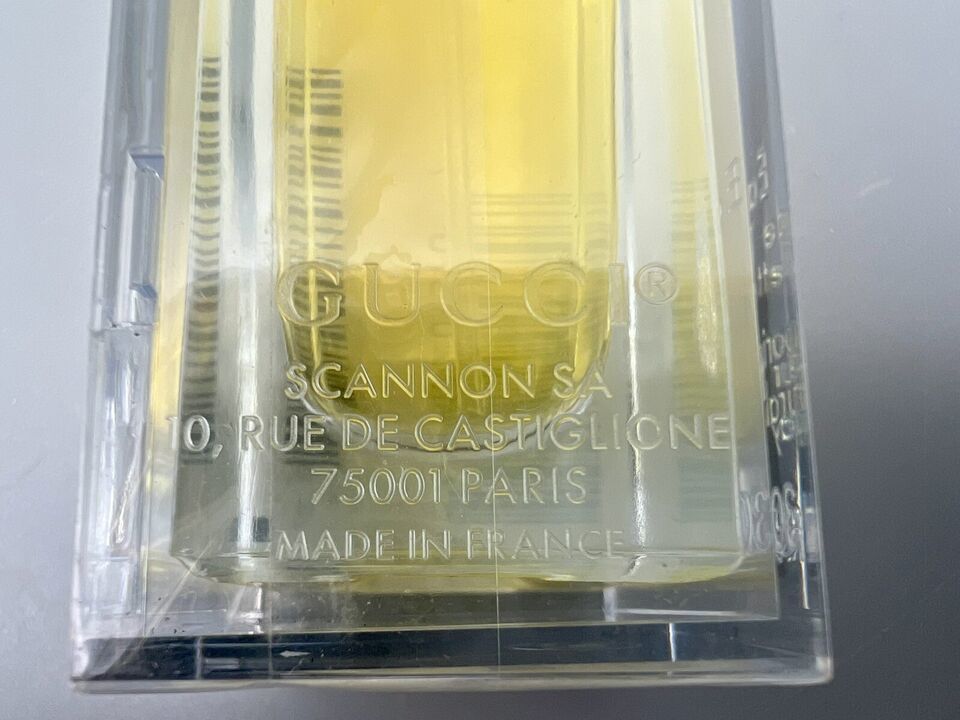 GUCCI®
SCANNON SA
10, RUE DE CASTIGLIONE
75001 PARIS
MADE IN FRANCE